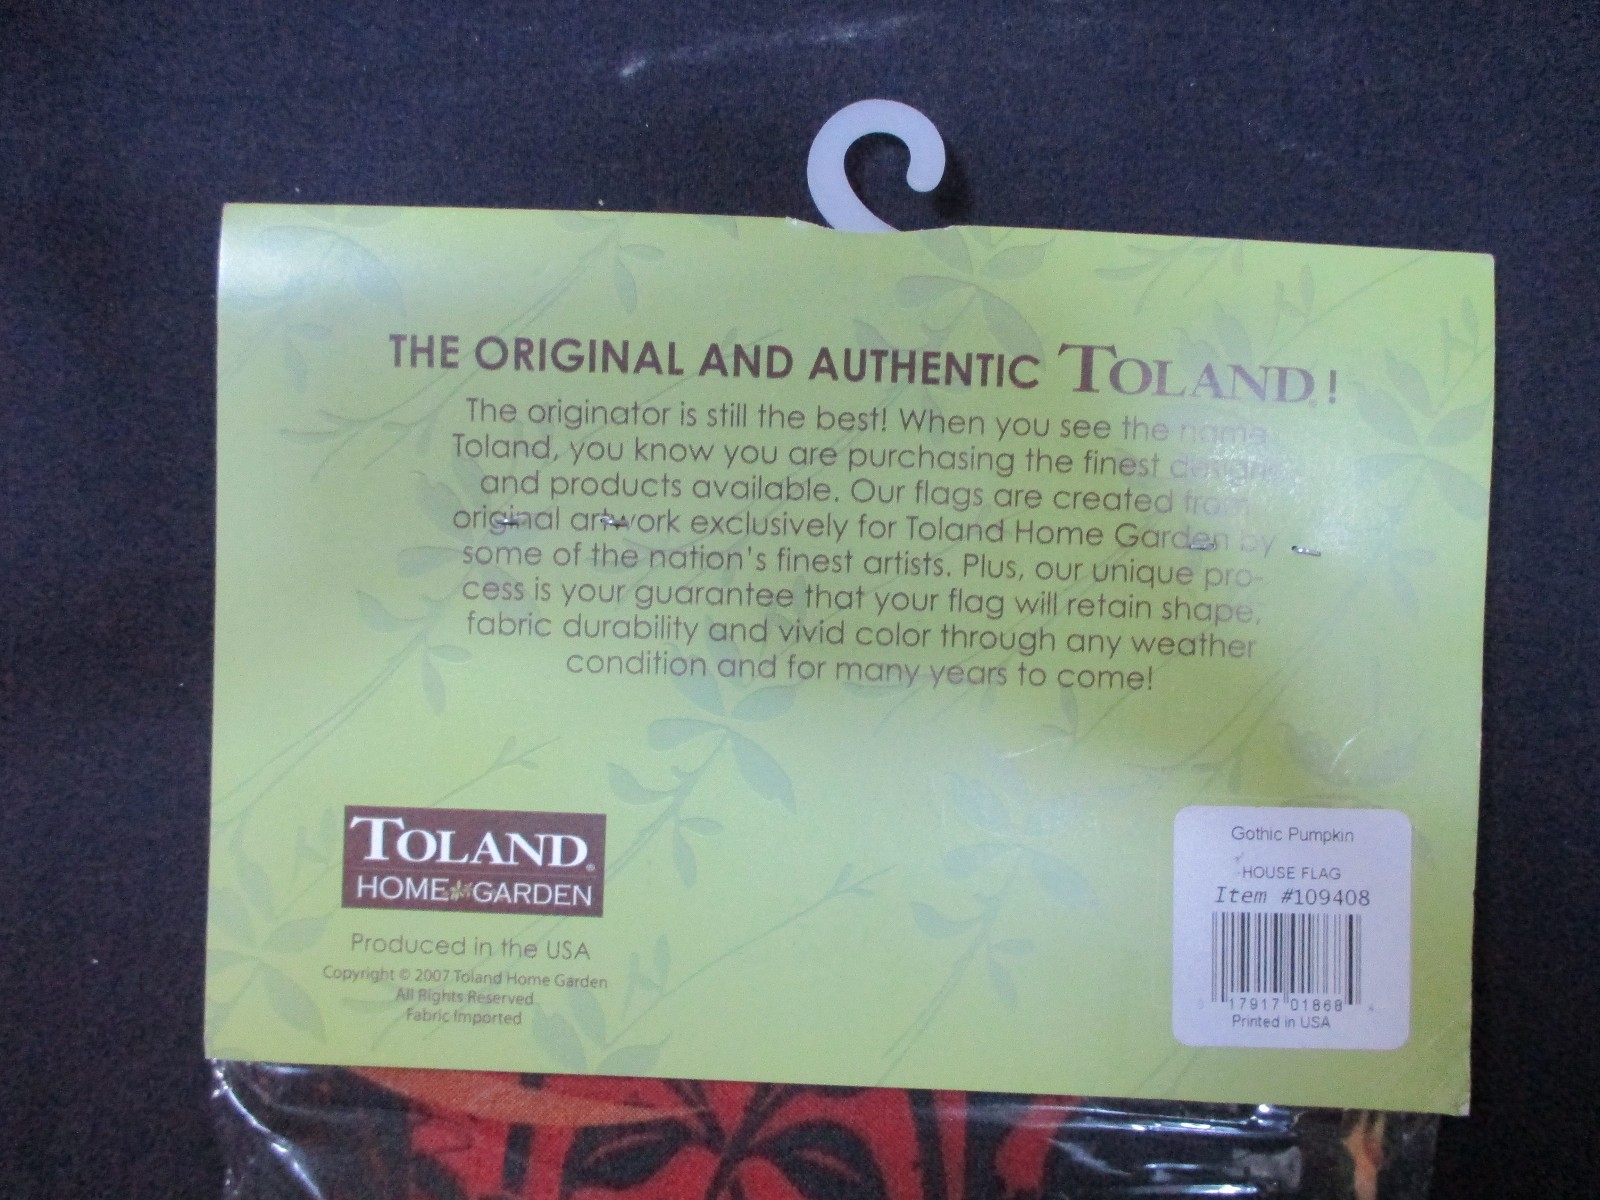 THE ORIGINAL AND AUTHENTIC TOLAND®!
The originator is still the best! When you see the name
Toland, you know you are purchasing the finest designs
and products available. Our flags are created from
original artwork exclusively for Toland Home Garden by
some of the nation's finest artists. Plus, our unique pro-
cess is your guarantee that your flag will retain shape,
fabric durability and vivid color through any weather
condition and for many years to come!
TOLAND®
HOME GARDEN
Produced in the USA
Copyright © 2007 Toland Home Garden
All Rights Reserved
Fabric Imported
Gothic Pumpkin
HOUSE FLAG
Item #109408
0 17917 01868
Printed in USA